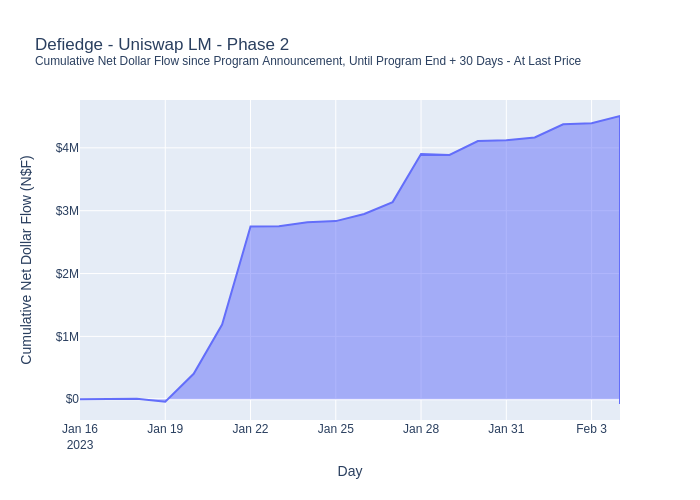 Defiedge - Uniswap LM - Phase 2
Cumulative Net Dollar Flow since Program Announcement, Until Program End + 30 Days - At Last Price
Cumulative Net Dollar Flow (N$F)
$4M
$3M
$2M
$1M
$0
Jan 16
2023
Jan 19
Jan 22
Jan 25
Jan 28
Jan 31
Feb 3
Day